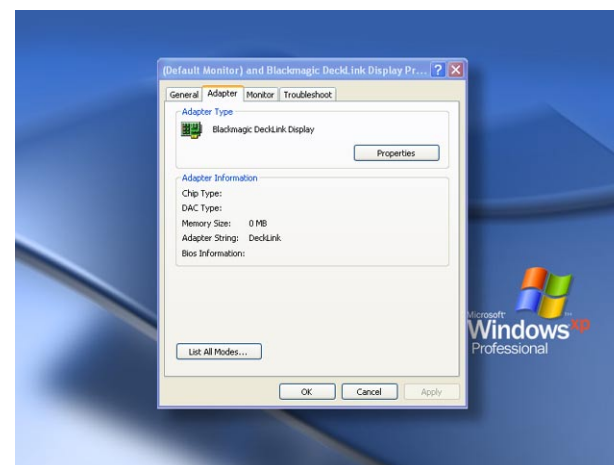 (Default Monitor) and Blackmagic DeckLink Display Pr...
General Adapter Monitor Troubleshoot
Adapter Type
Blackmagic DeckLink Display
Properties
Adapter Information
Chip Type:
DAC Type:
Memory Size: 0 MB
Adapter String: DeckLink
Bios Information:
Microsoft
Windows xp
Professional
List All Modes...
OK Cancel Apply